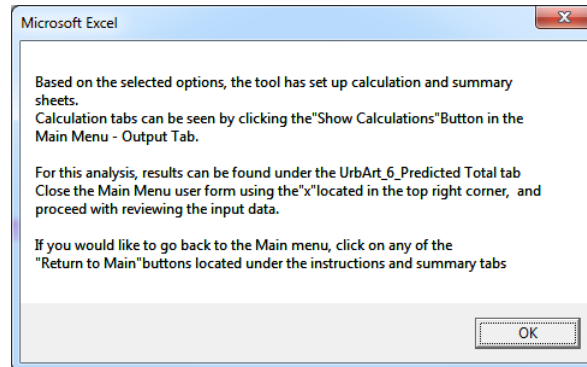 Microsoft Excel
Based on the selected options, the tool has set up calculation and summary
sheets.
Calculation tabs can be seen by clicking the"Show Calculations"Button in the
Main Menu - Output Tab.
For this analysis, results can be found under the UrbArt_6_Predicted Total tab
Close the Main Menu user form using the"x"located in the top right corner,  and
proceed with reviewing the input data.
If you would like to go back to the Main menu, click on any of the
"Return to Main"buttons located under the instructions and summary tabs
OK